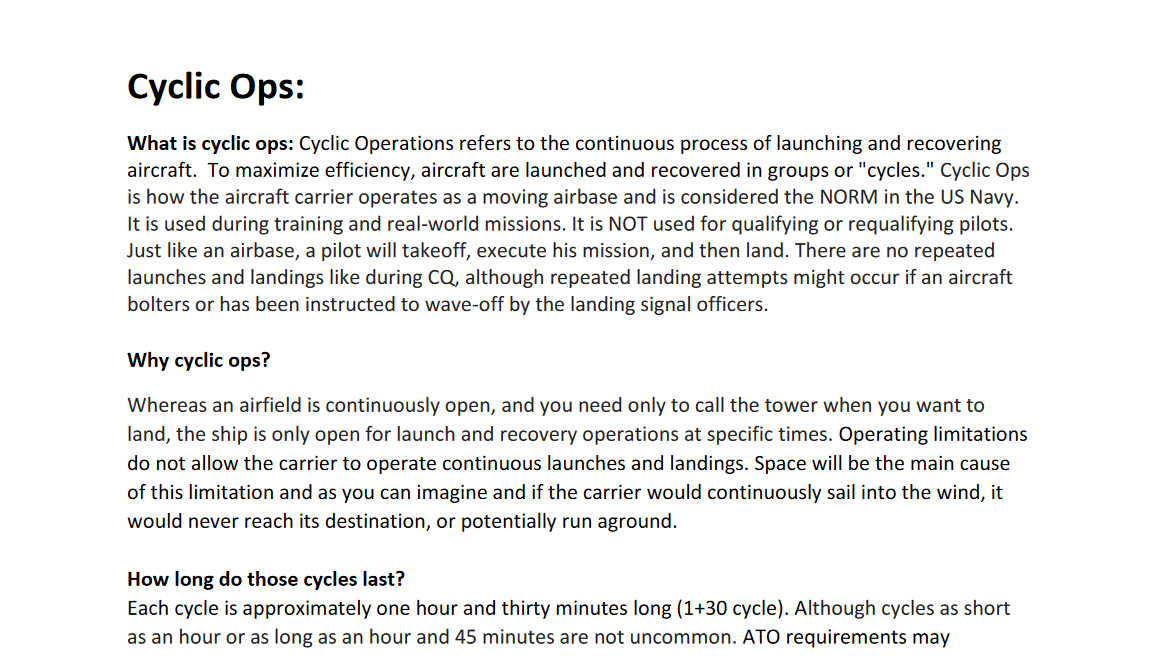 Cyclic Ops:
What is cyclic ops: Cyclic Operations refers to the continuous process of launching and recovering
aircraft.  To maximize efficiency, aircraft are launched and recovered in groups or "cycles." Cyclic Ops
is how the aircraft carrier operates as a moving airbase and is considered the NORM in the US Navy.
It is used during training and real-world missions. It is NOT used for qualifying or requalifying pilots.
Just like an airbase, a pilot will takeoff, execute his mission, and then land. There are no repeated
launches and landings like during CQ, although repeated landing attempts might occur if an aircraft
bolters or has been instructed to wave-off by the landing signal officers.
Why cyclic ops?
Whereas an airfield is continuously open, and you need only to call the tower when you want to
land, the ship is only open for launch and recovery operations at specific times. Operating limitations
do not allow the carrier to operate continuous launches and landings. Space will be the main cause
of this limitation and as you can imagine and if the carrier would continuously sail into the wind, it
would never reach its destination, or potentially run aground.
How long do those cycles last?
Each cycle is approximately one hour and thirty minutes long (1+30 cycle). Although cycles as short
as an hour or as long as an hour and 45 minutes are not uncommon. ATO requirements may